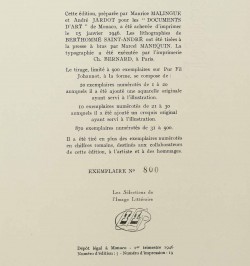 Cette édition, préparée par Maurice MALINGUE
et André JARDOT pour les "DOCUMENTS
D'ART" de Monaco, a été achevée d'imprimer
le 15 janvier 1946. Les lithographies de
BERTHOMMÉ SAINT-ANDRÉ ont été tirées
à la presse à bras par Marcel MANEQUIN. La
typographie a été exécutée par l'imprimerie
Ch. BERNARD, à Paris.
Le tirage, limité à 900 exemplaires sur Pur Fil
Johannot, à la forme, se compose de :
20 exemplaires numérotés de 1 à 20
auxquels il a été ajouté une aquarelle originale
ayant servi à l'illustration.
10 exemplaires numérotés de 21 à 30
auxquels il a été ajouté un dessin original
ayant servi à l'illustration.
870 exemplaires numérotés de 31 à 900.
Il a été tiré en plus des exemplaires numérotés
en chiffres romains, destinés aux collaborateurs
de cette édition, à l'artiste et à des hommages.
EXEMPLAIRE N° 800
Les Sélections de
l'Image Littéraire
Dépôt légal à Monaco - 1er trimestre 1946
Numéro d'édition : 5 - Numéro d'impression : 19